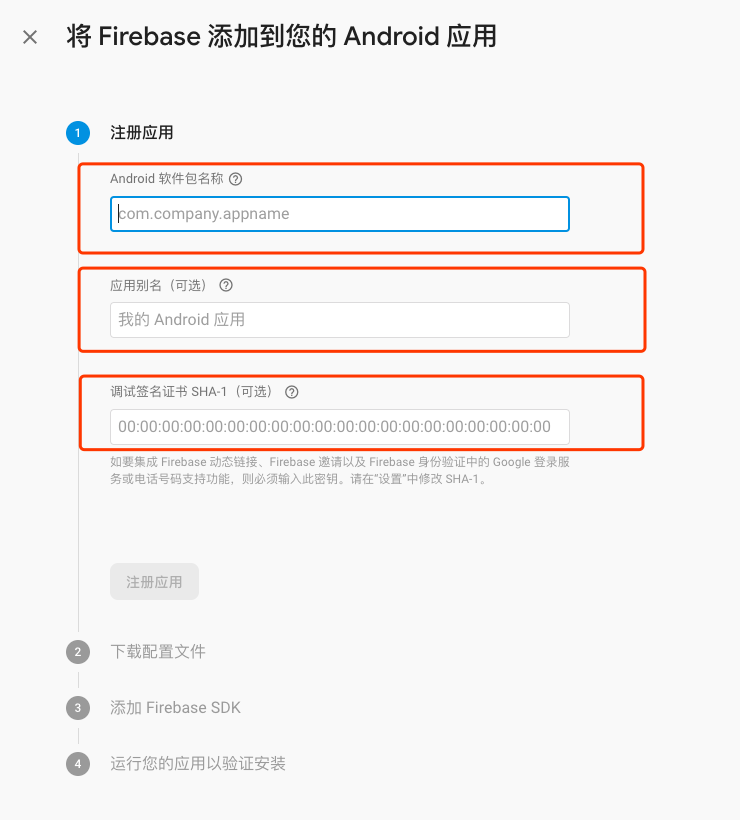 将 Firebase 添加到您的 Android 应用
1 注册应用
Android 软件包名称 ?
com.company.appname
应用别名（可选） ?
我的 Android 应用
调试签名证书 SHA-1（可选） ?
00:00:00:00:00:00:00:00:00:00:00:00:00:00:00:00:00:00:00:00
如要集成 Firebase 动态链接、Firebase 邀请以及 Firebase 身份验证中的 Google 登录服
务或电话号码支持功能，则必须输入此密钥。请在“设置”中修改 SHA-1。
注册应用
2 下载配置文件
3 添加 Firebase SDK
4 运行您的应用以验证安装